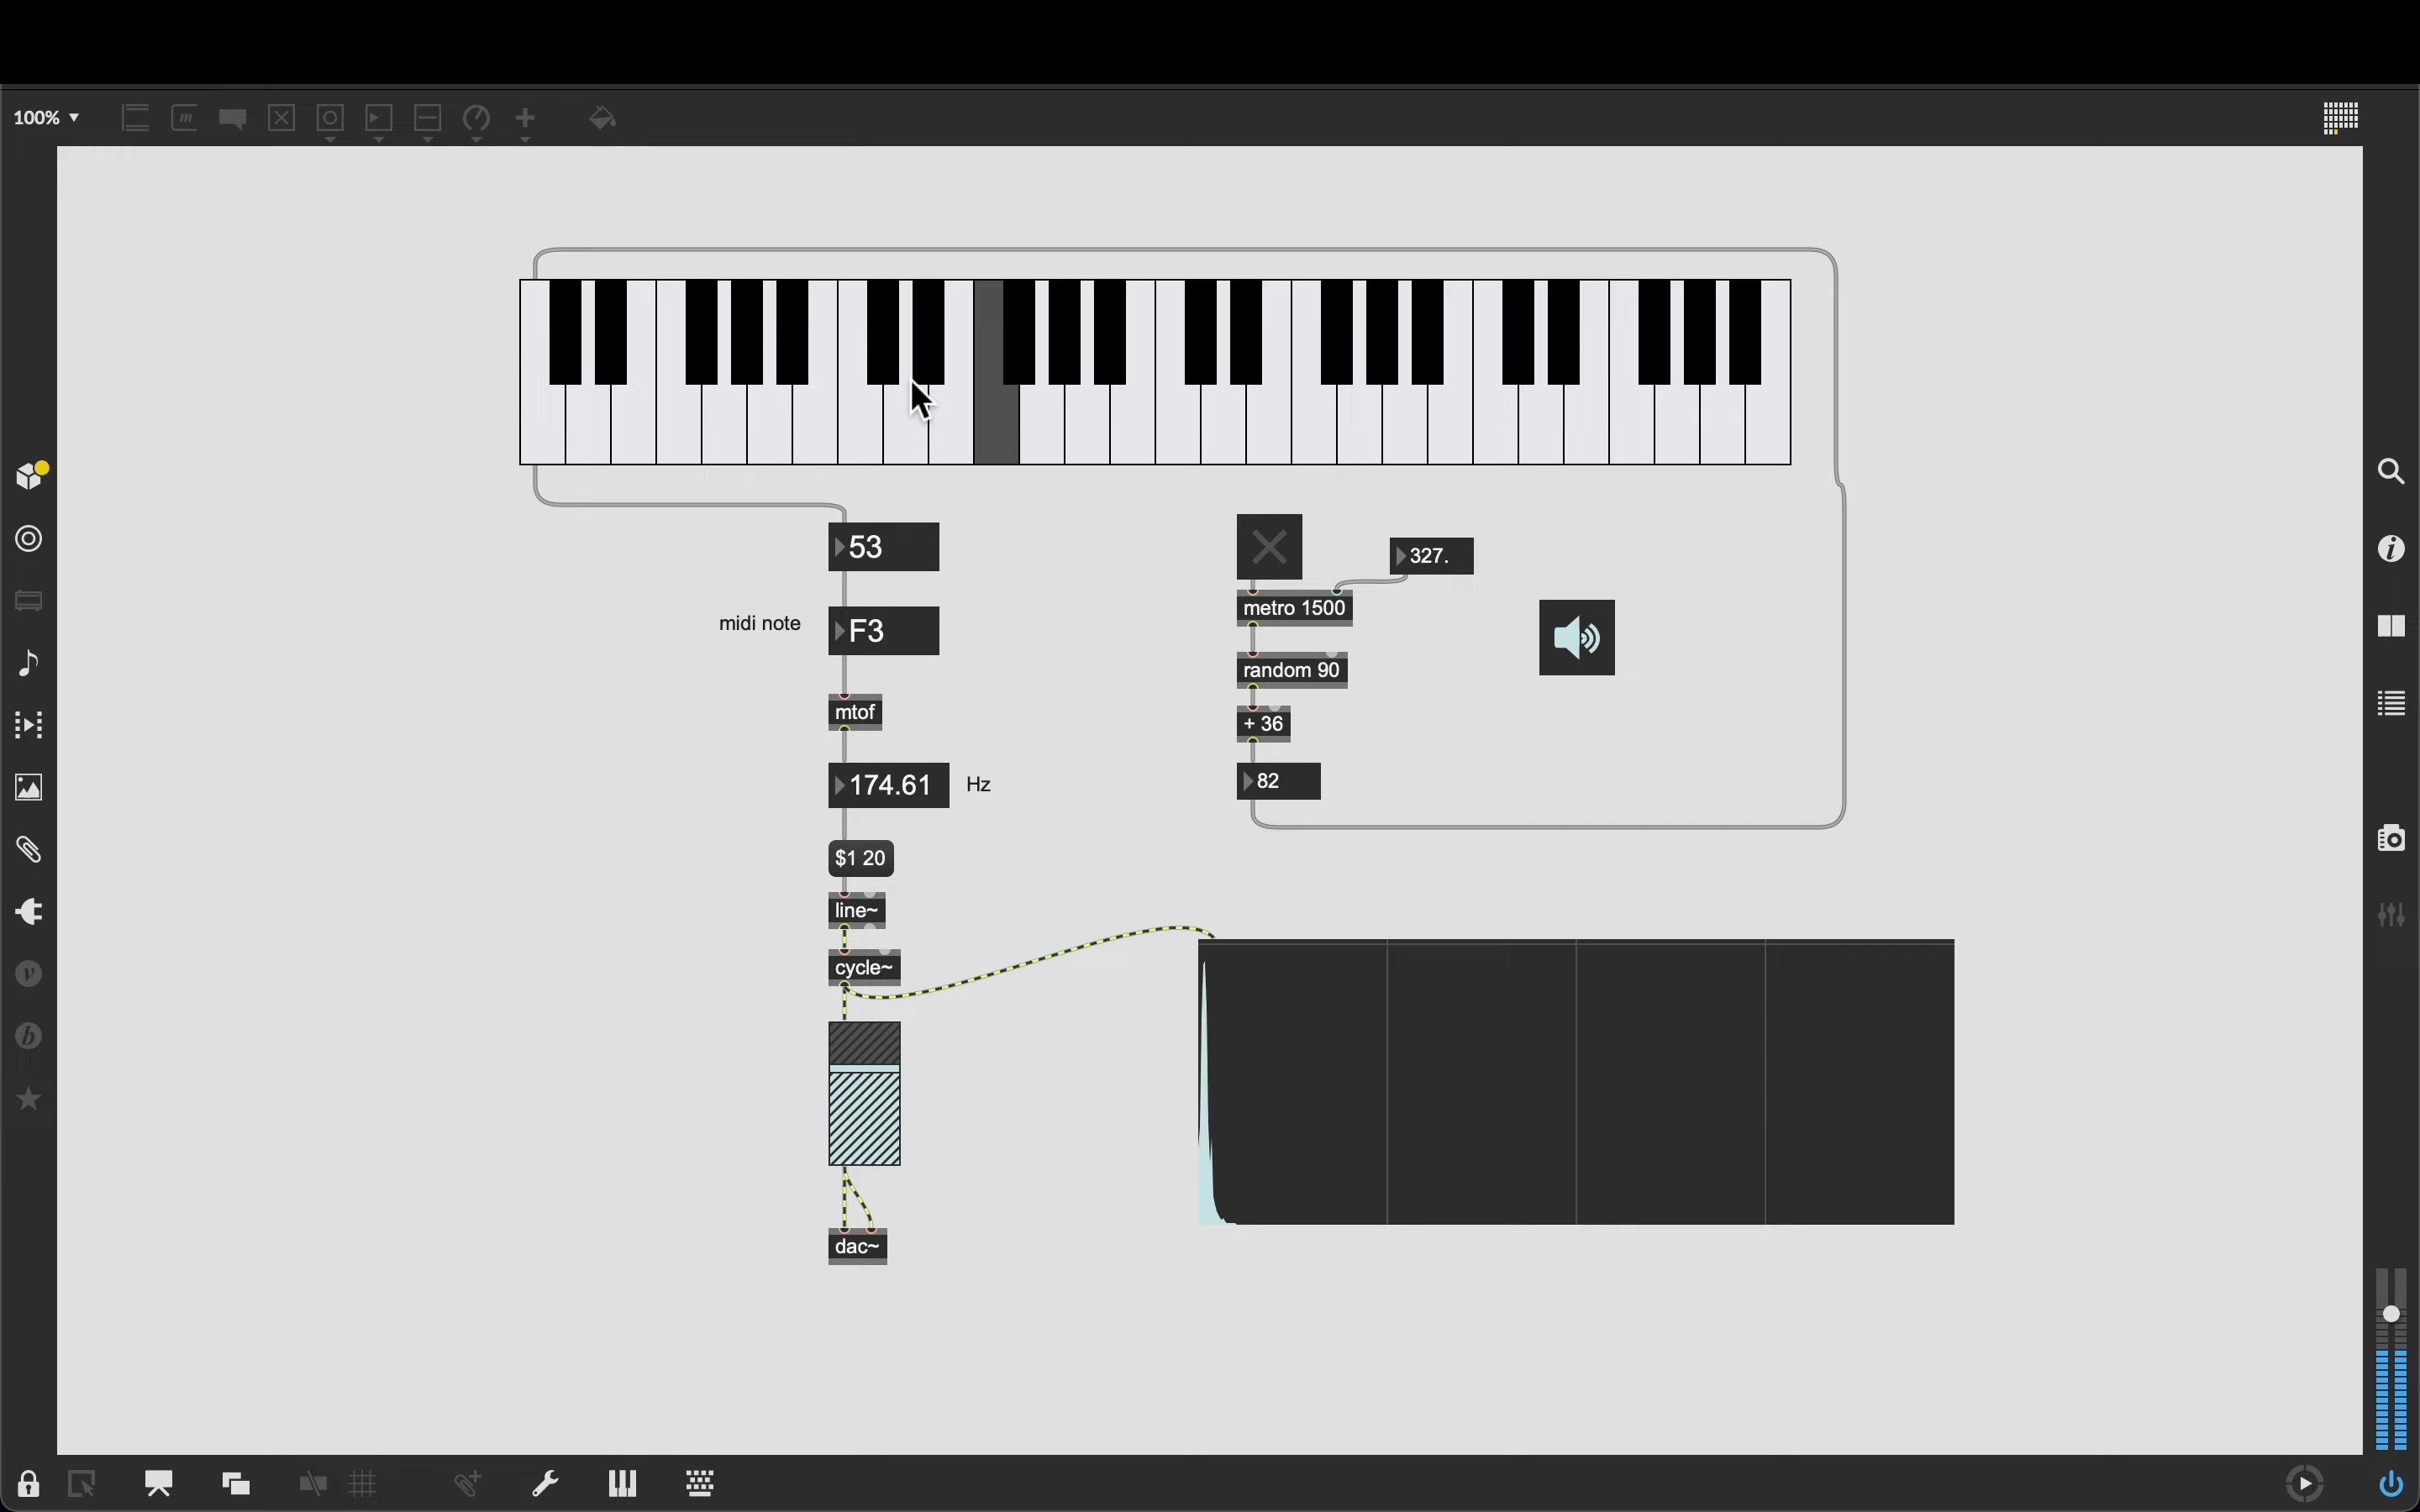 100%
53
327.
metro 1500
midi note
F3
random 90
mtof
+ 36
174.61
Hz
82
$1 20
line~
cycle~
dac~